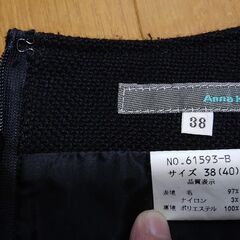 Anna
38
NO.61593-B
サイズ 38(40)
品質表示
表地 毛 97%
ナイロン 3%
裏地 ポリエステル 100%